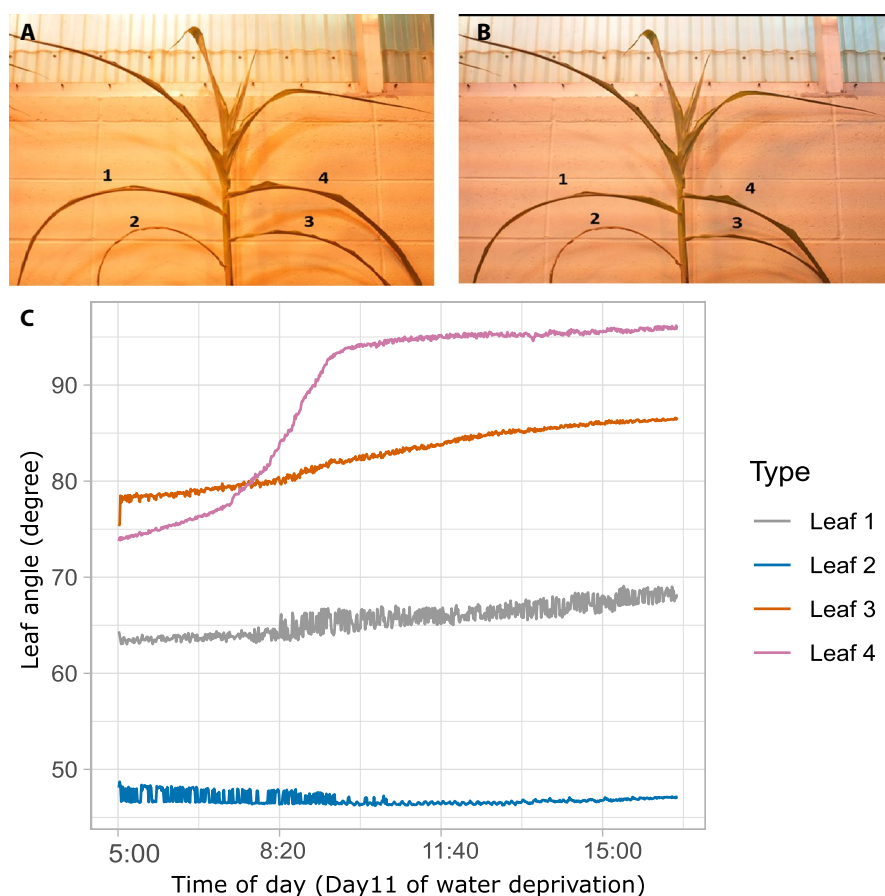 A
B
1
4
2
3
1
4
2
3
C
Leaf angle (degree)
90
80
70
60
50
5:00
8:20
11:40
15:00
Time of day (Day11 of water deprivation)
Type
Leaf 1
Leaf 2
Leaf 3
Leaf 4